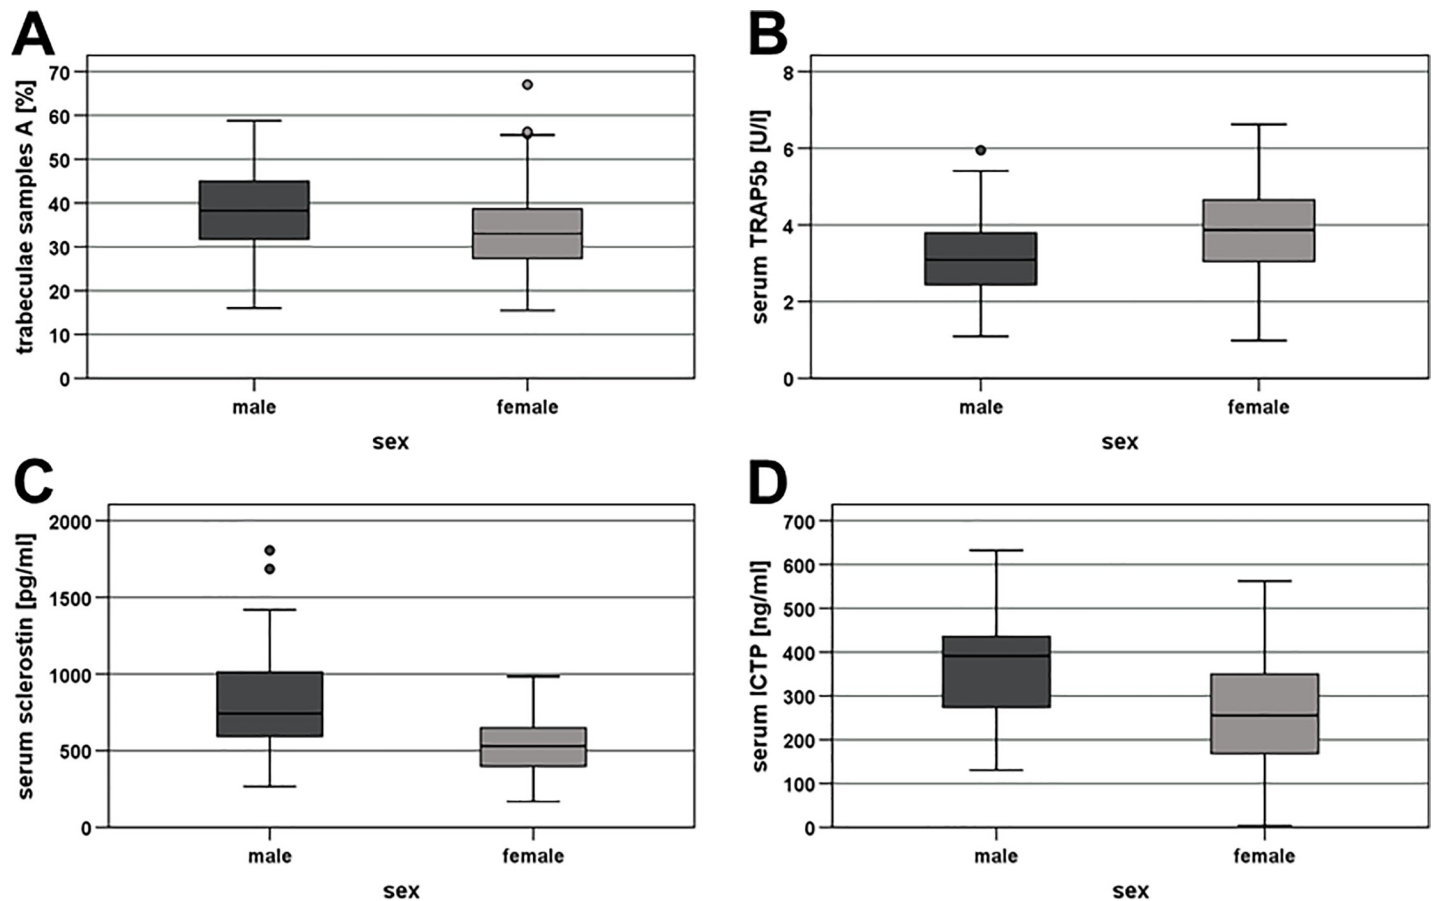 A
trabeculae samples A [%]
70
60
50
40
30
20
10
0
male
female
sex
B
serum TRAP5b [U/l]
8
6
4
2
0
male
female
sex
C
serum sclerostin [pg/ml]
2000
1500
1000
500
0
male
female
sex
D
serum ICTP [ng/ml]
700
600
500
400
300
200
100
0
male
female
sex